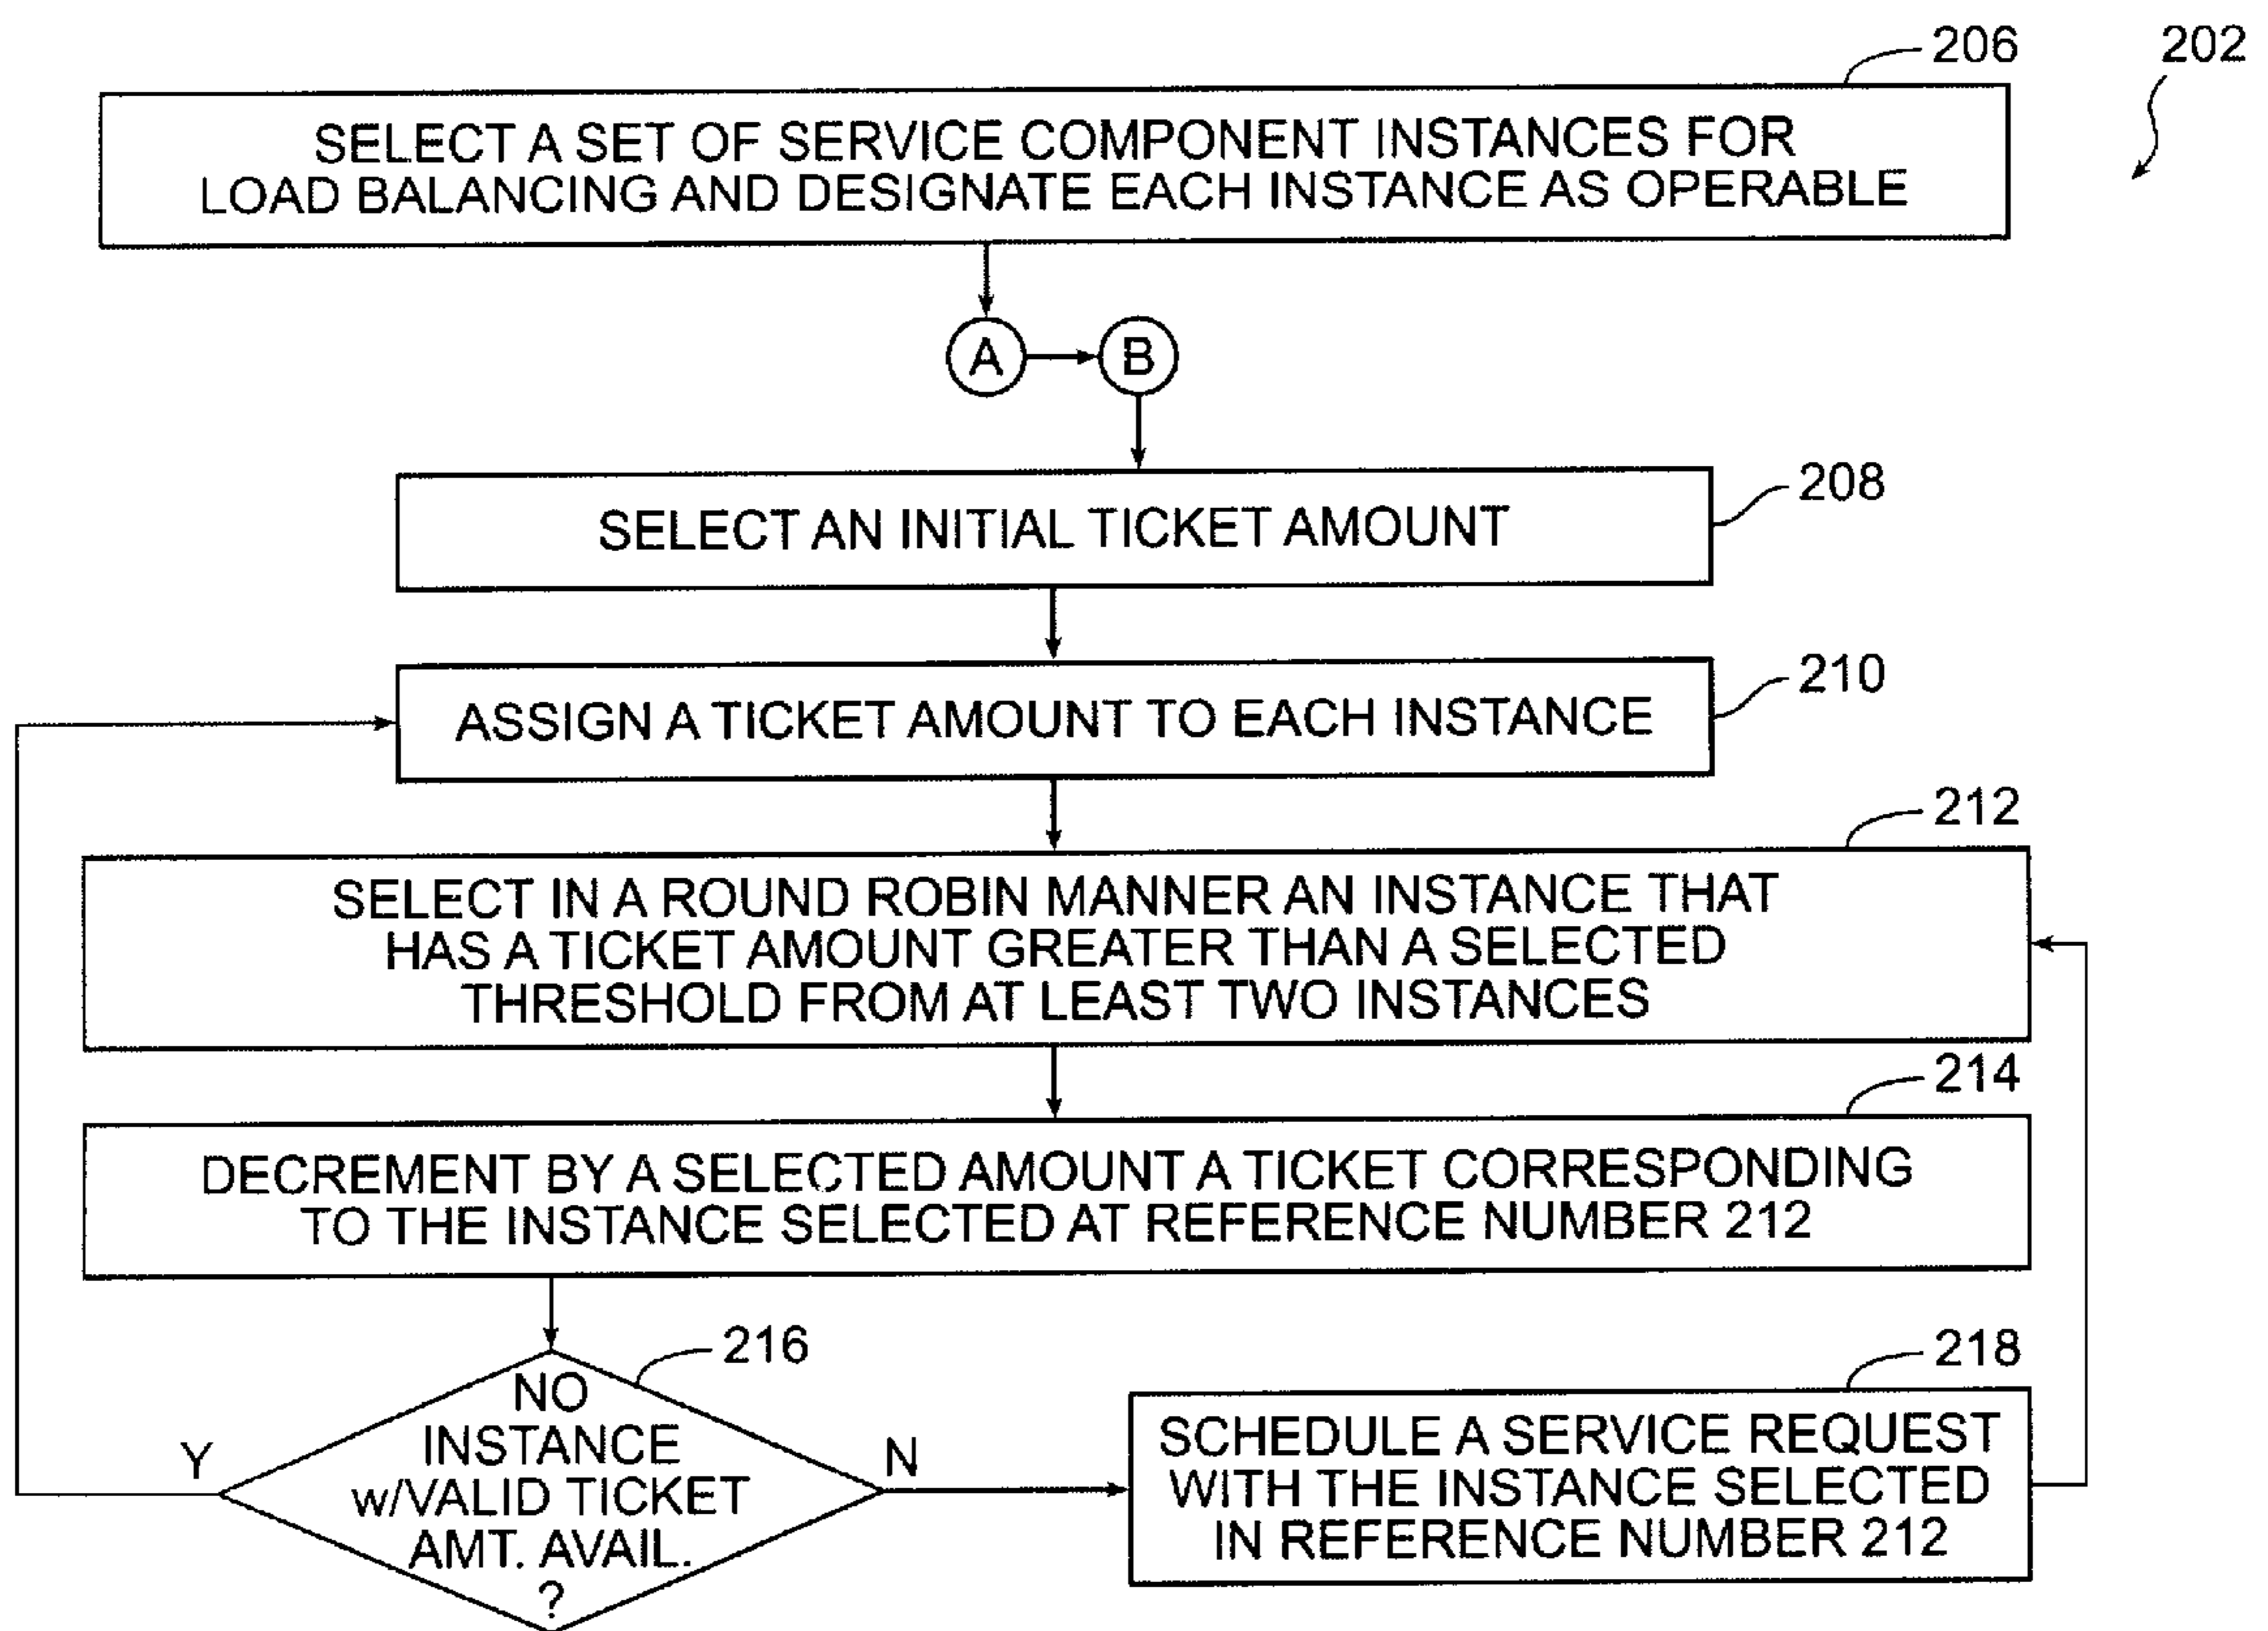 206
202
SELECT A SET OF SERVICE COMPONENT INSTANCES FOR
LOAD BALANCING AND DESIGNATE EACH INSTANCE AS OPERABLE
A
B
208
SELECT AN INITIAL TICKET AMOUNT
210
ASSIGN A TICKET AMOUNT TO EACH INSTANCE
212
SELECT IN A ROUND ROBIN MANNER AN INSTANCE THAT
HAS A TICKET AMOUNT GREATER THAN A SELECTED
THRESHOLD FROM AT LEAST TWO INSTANCES
214
DECREMENT BY A SELECTED AMOUNT A TICKET CORRESPONDING
TO THE INSTANCE SELECTED AT REFERENCE NUMBER 212
216
NO
INSTANCE
w/VALID TICKET
AMT. AVAIL.
?
Y
N
218
SCHEDULE A SERVICE REQUEST
WITH THE INSTANCE SELECTED
IN REFERENCE NUMBER 212